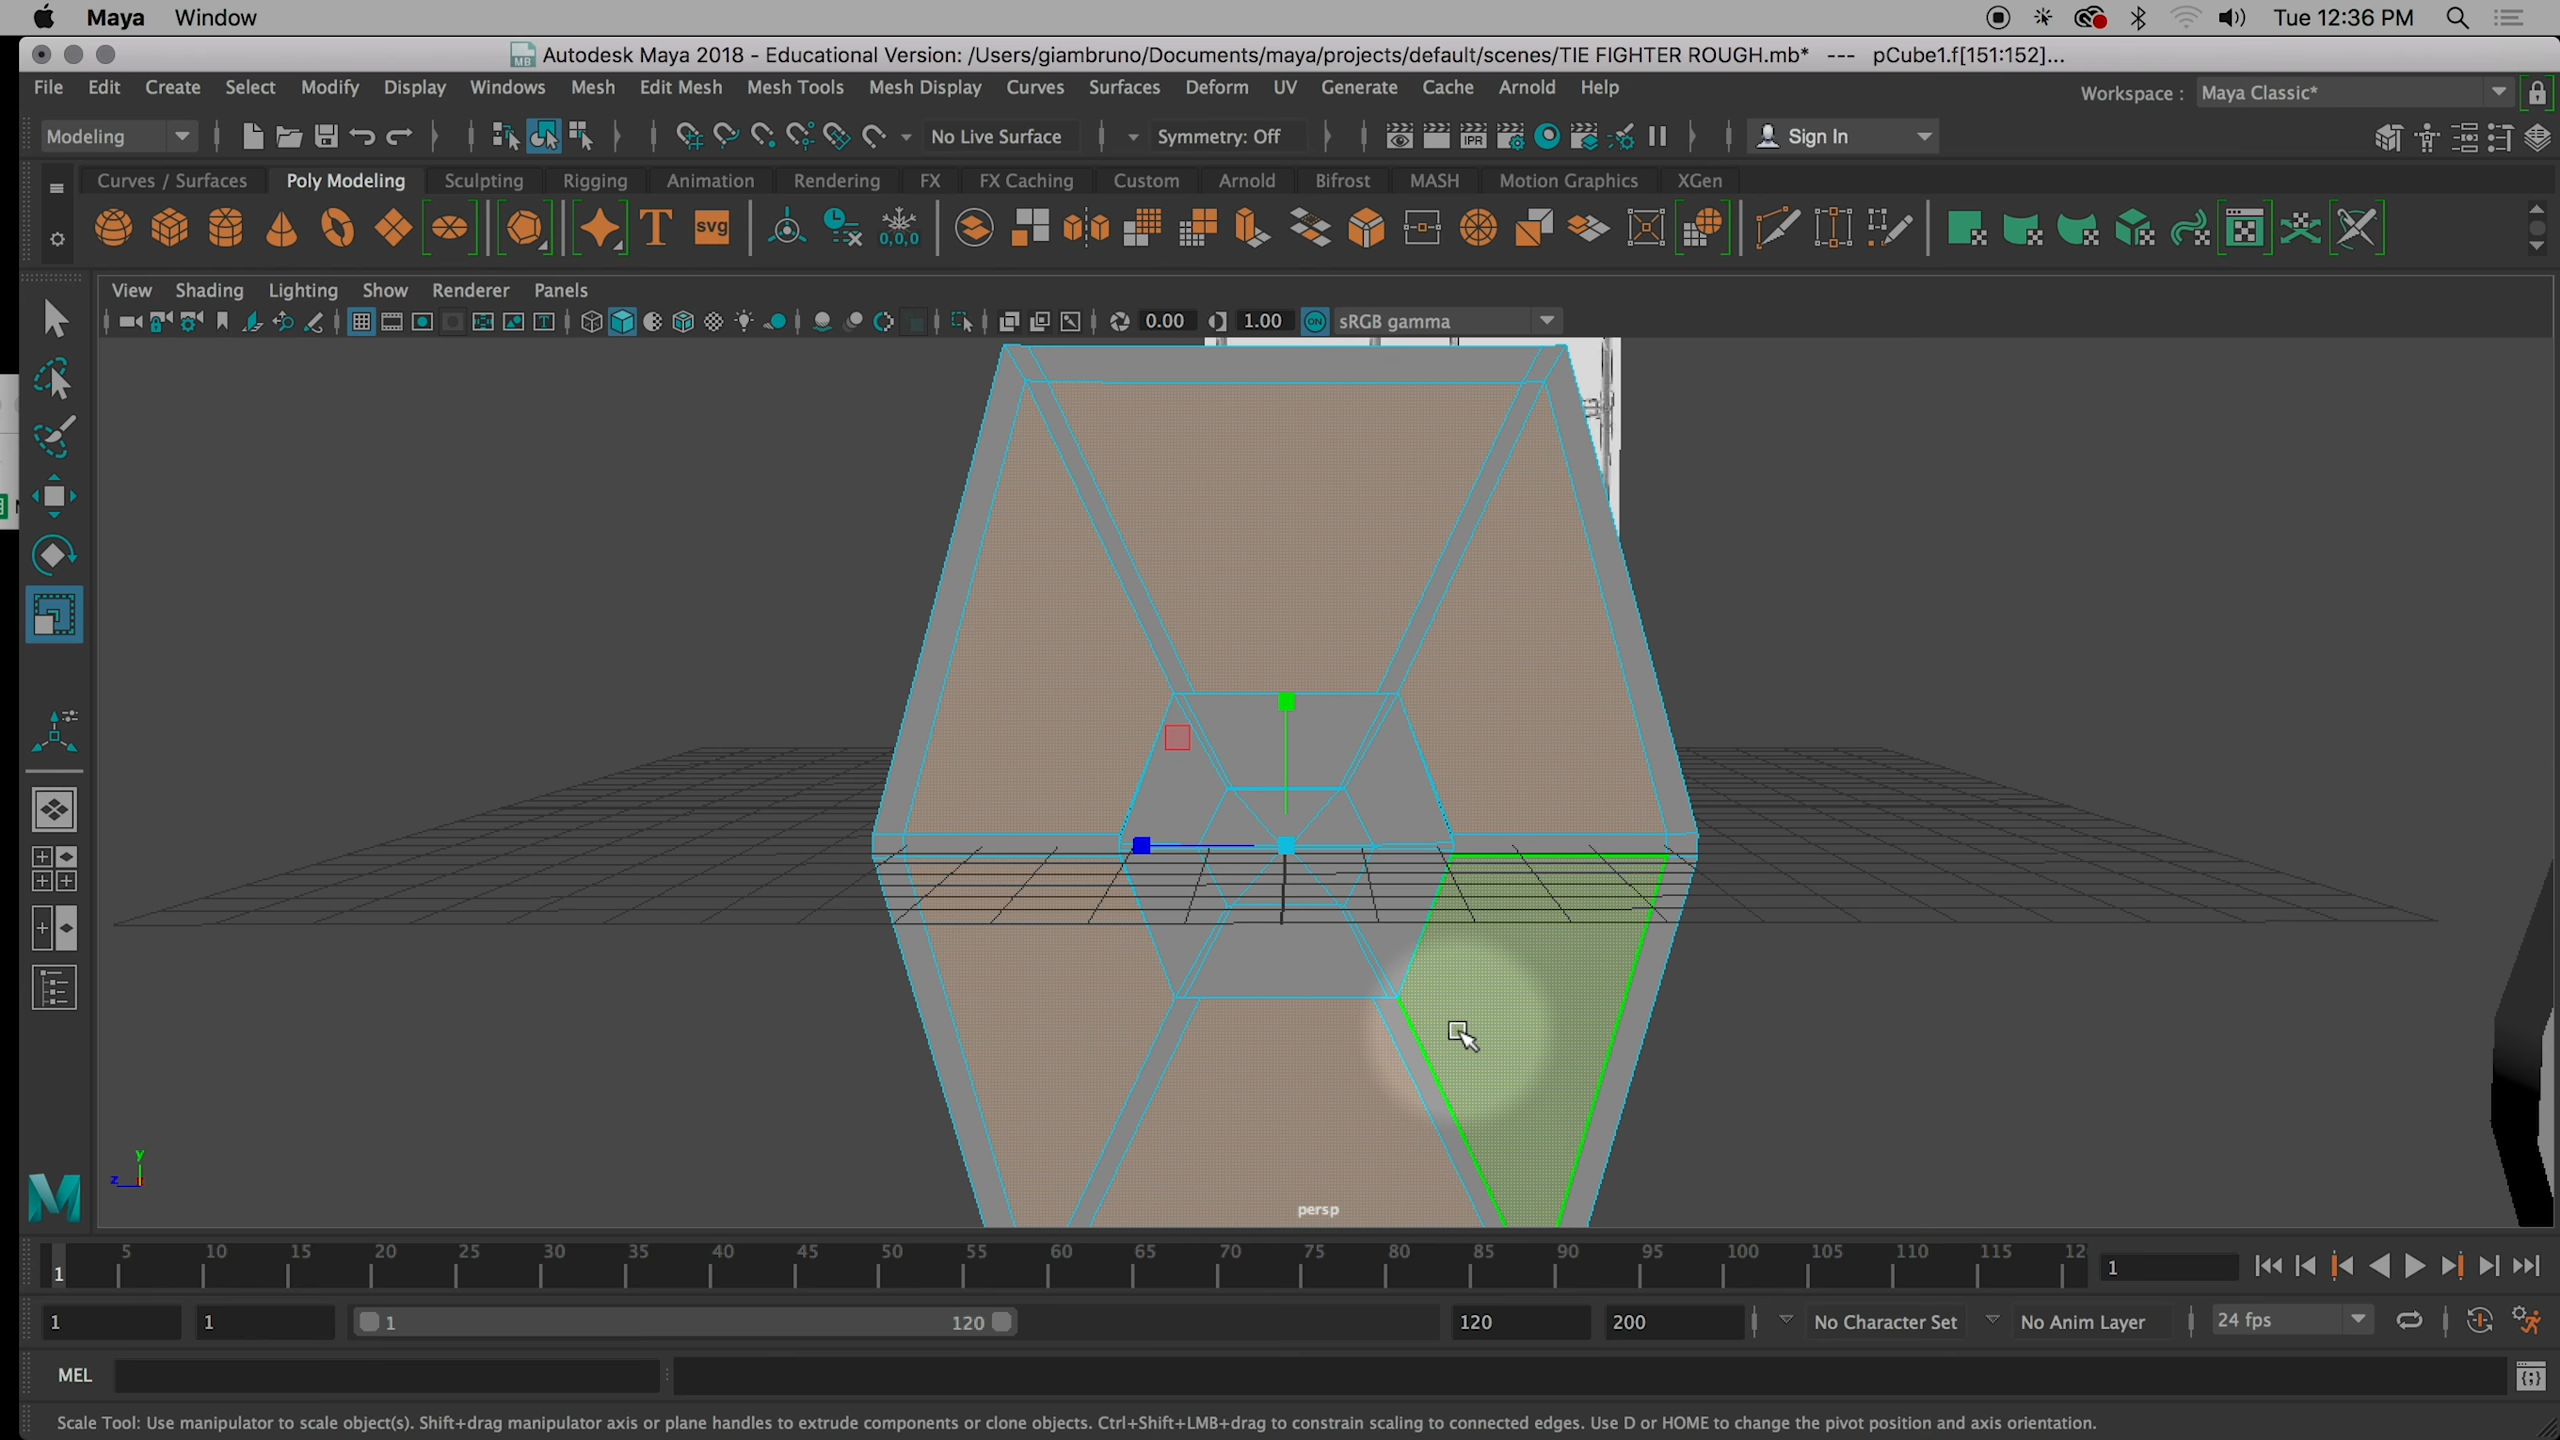 Maya Window Tue 12:36 PM
MB Autodesk Maya 2018 - Educational Version: /Users/giambruno/Documents/maya/projects/default/scenes/TIE FIGHTER ROUGH.mb* --- pCube1.f[151:152]...
File Edit Create Select Modify Display Windows Mesh Edit Mesh Mesh Tools Mesh Display Curves Surfaces Deform UV Generate Cache Arnold Help Workspace : Maya Classic*
Modeling No Live Surface Symmetry: Off IPR Sign In
Curves / Surfaces Poly Modeling Sculpting Rigging Animation Rendering FX FX Caching Custom Arnold Bifrost MASH Motion Graphics XGen
T svg 0,0,0
View Shading Lighting Show Renderer Panels
0.00 1.00 ON sRGB gamma
y
z
persp
5 10 15 20 25 30 35 40 45 50 55 60 65 70 75 80 85 90 95 100 105 110 115 12
1 1
1 1 1 120 120 200 No Character Set No Anim Layer 24 fps
MEL
Scale Tool: Use manipulator to scale object(s). Shift+drag manipulator axis or plane handles to extrude components or clone objects. Ctrl+Shift+LMB+drag to constrain scaling to connected edges. Use D or HOME to change the pivot position and axis orientation.